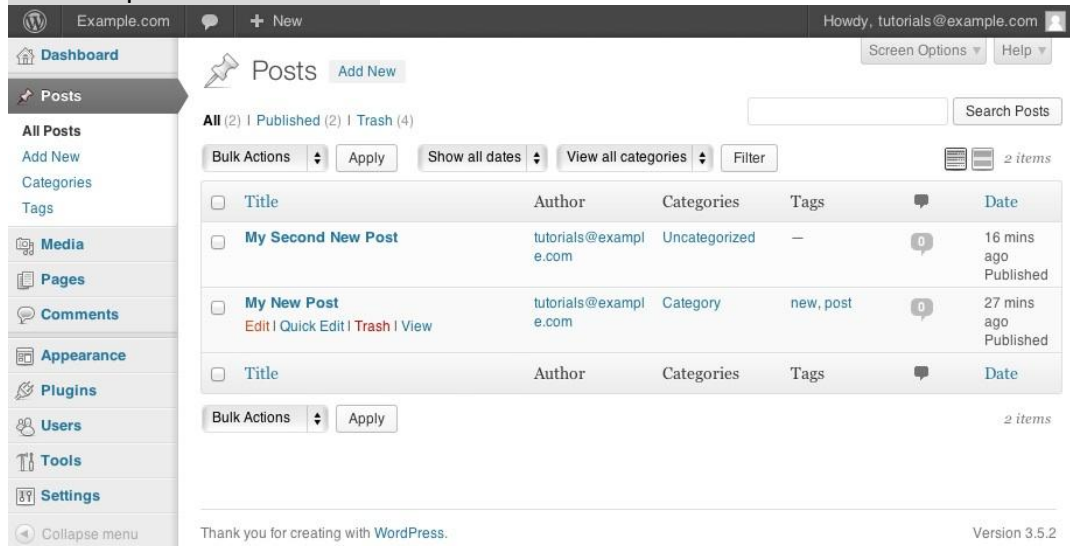 Example.com + New Howdy, tutorials@example.com
Dashboard
Posts
All Posts
Add New
Categories
Tags
Media
Pages
Comments
Appearance
Plugins
Users
Tools
Settings
Collapse menu
Screen Options Help
Posts Add New
All (2) | Published (2) | Trash (4)
Search Posts
Bulk Actions Apply Show all dates View all categories Filter 2 items
Title Author Categories Tags Date
My Second New Post tutorials@exampl Uncategorized — 0 16 mins
e.com ago
Published
My New Post tutorials@exampl Category new, post 0 27 mins
Edit | Quick Edit | Trash | View e.com ago
Published
Title Author Categories Tags Date
Bulk Actions Apply 2 items
Thank you for creating with WordPress. Version 3.5.2